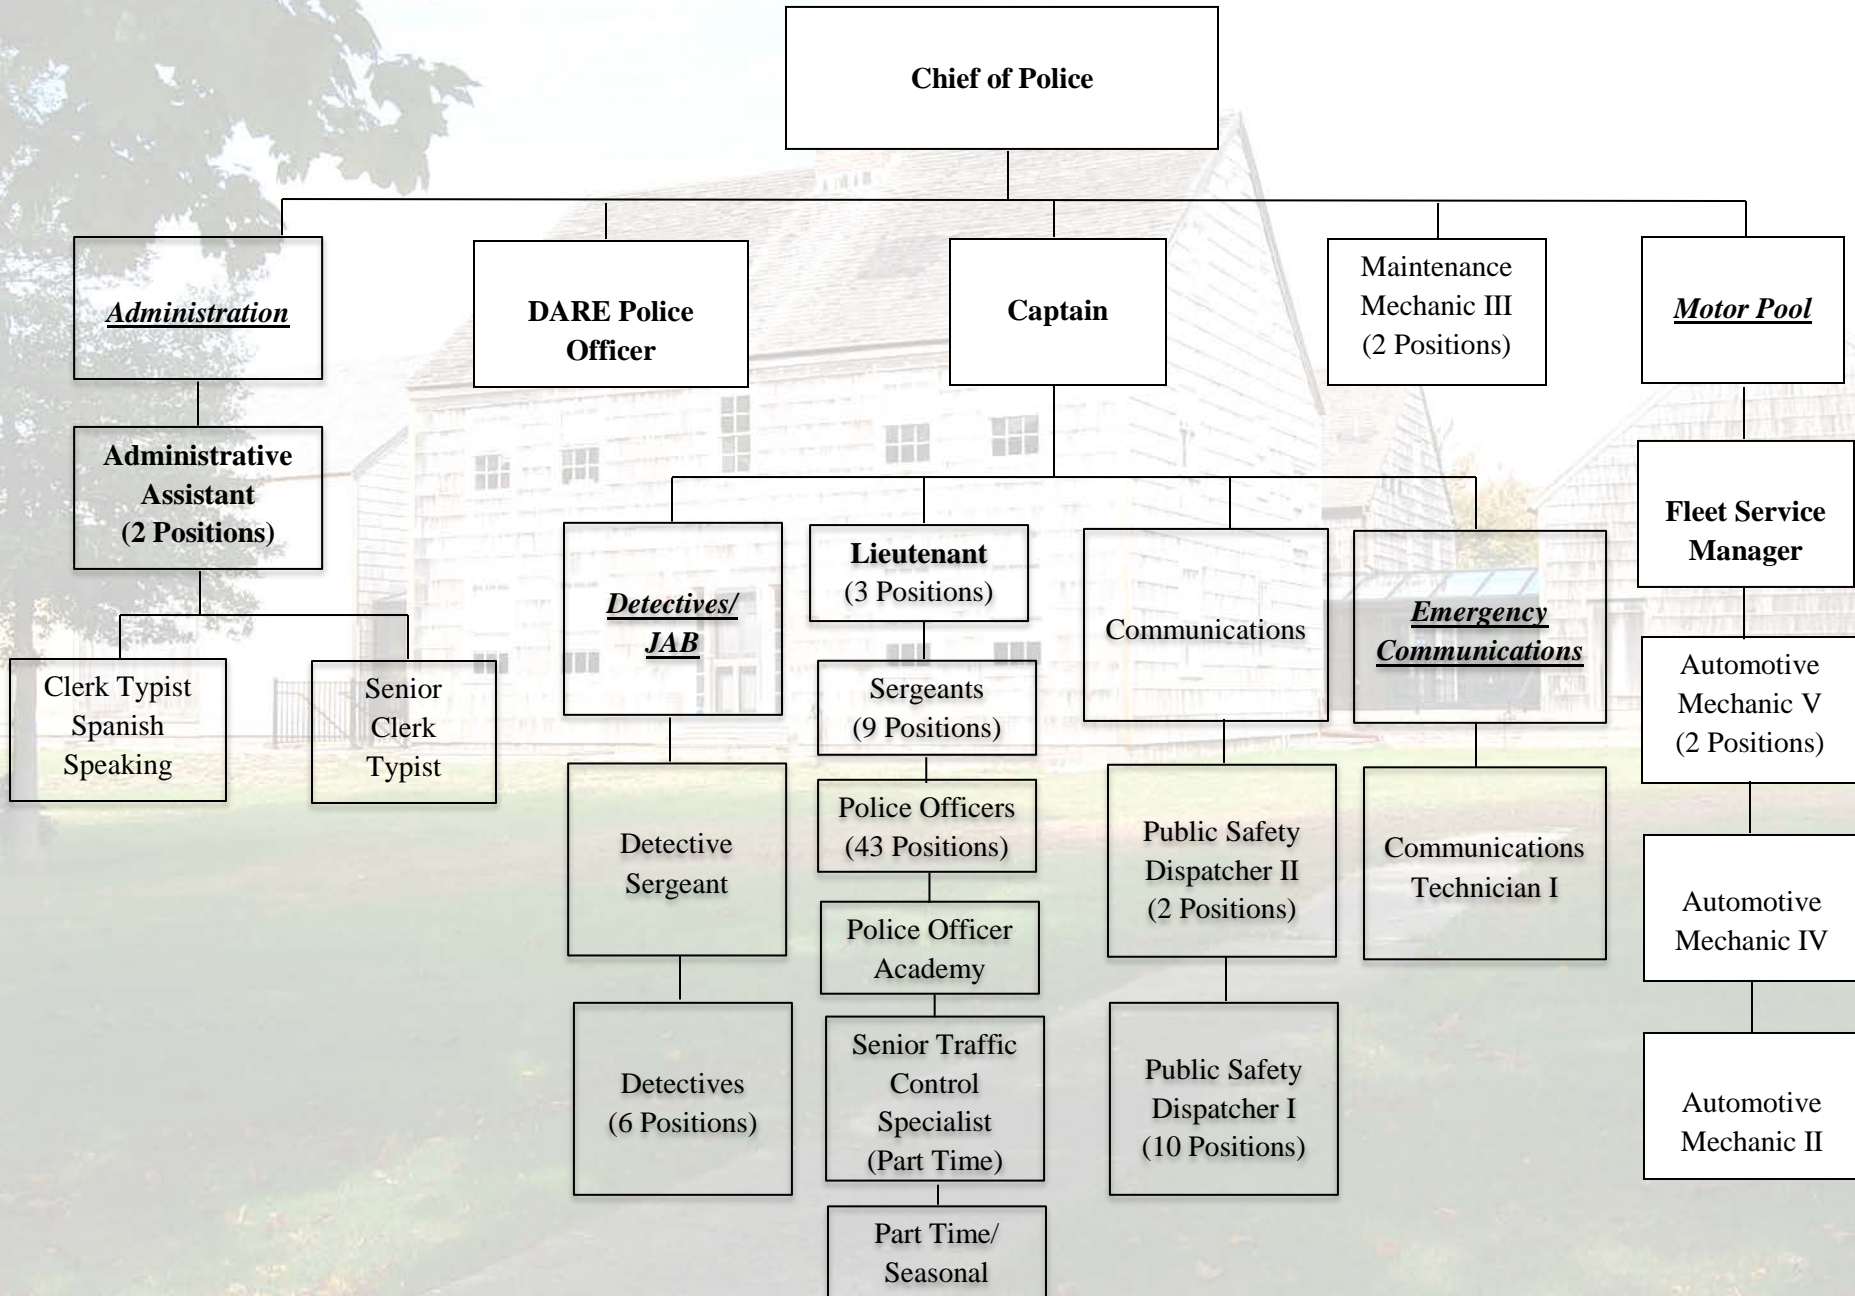 Chief of Police
Administration
DARE Police
Officer
Captain
Maintenance
Mechanic III
(2 Positions)
Motor Pool
Administrative
Assistant
(2 Positions)
Fleet Service
Manager
Detectives/
JAB
Lieutenant
(3 Positions)
Communications
Emergency
Communications
Clerk Typist
Spanish
Speaking
Senior
Clerk
Typist
Sergeants
(9 Positions)
Automotive
Mechanic V
(2 Positions)
Detective
Sergeant
Police Officers
(43 Positions)
Public Safety
Dispatcher II
(2 Positions)
Communications
Technician I
Automotive
Mechanic IV
Police Officer
Academy
Detectives
(6 Positions)
Senior Traffic
Control
Specialist
(Part Time)
Public Safety
Dispatcher I
(10 Positions)
Automotive
Mechanic II
Part Time/
Seasonal